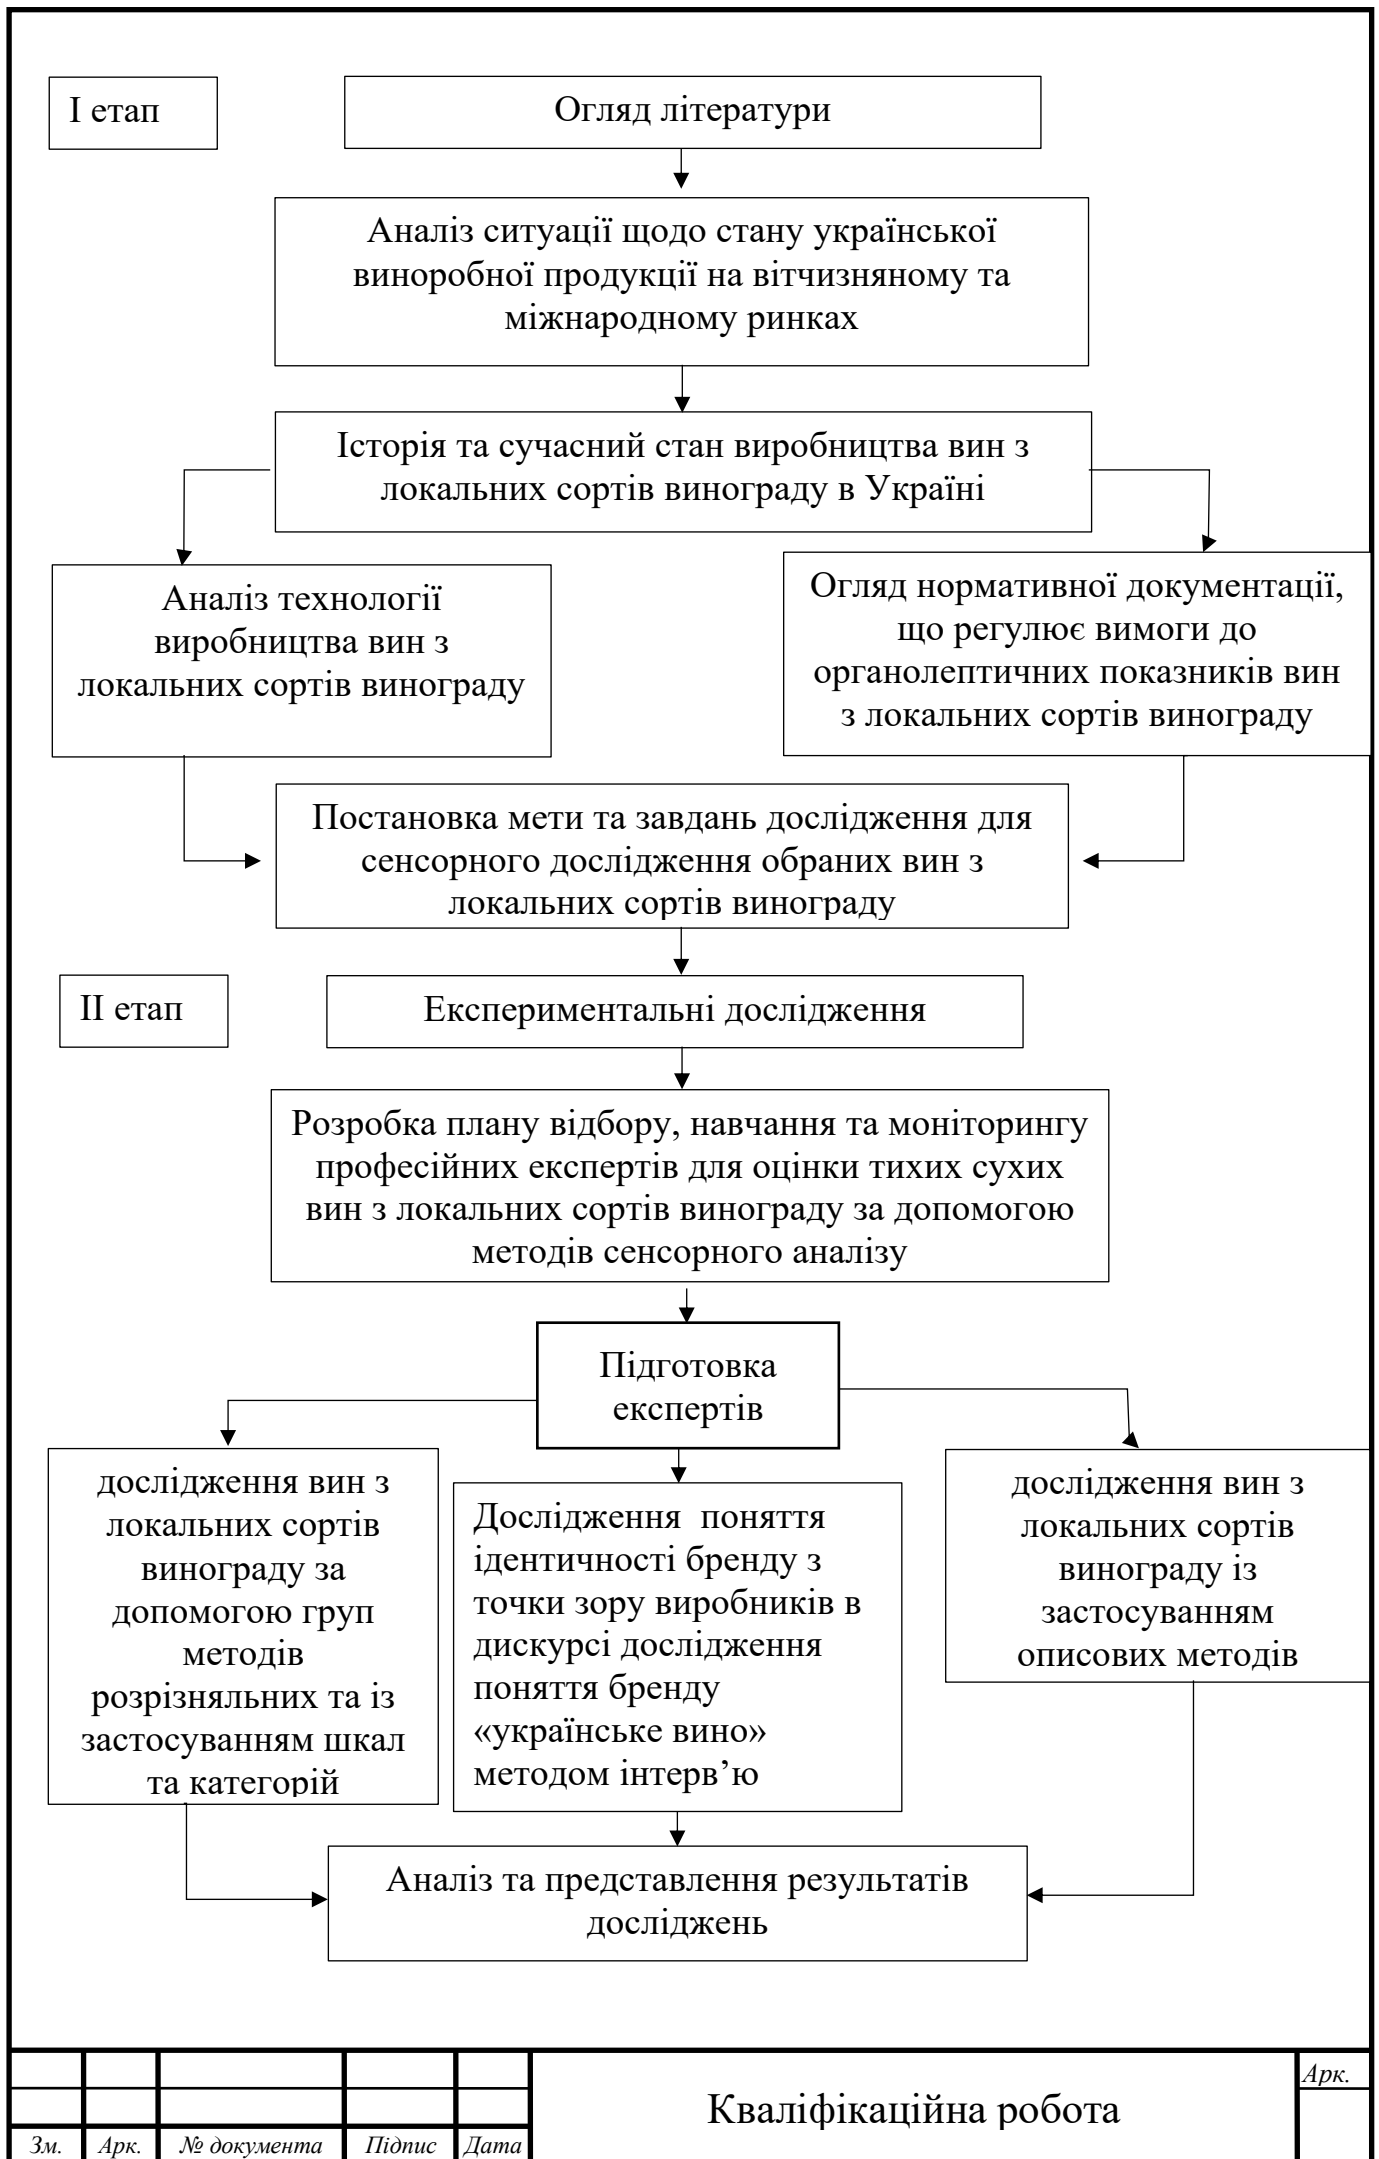 І етап
Огляд літератури
Аналіз ситуації щодо стану української
виноробної продукції на вітчизняному та
міжнародному ринках
Історія та сучасний стан виробництва вин з
локальних сортів винограду в Україні
Аналіз технології
виробництва вин з
локальних сортів винограду
Огляд нормативної документації,
що регулює вимоги до
органолептичних показників вин
з локальних сортів винограду
Постановка мети та завдань дослідження для
сенсорного дослідження обраних вин з
локальних сортів винограду
ІІ етап
Експериментальні дослідження
Розробка плану відбору, навчання та моніторингу
професійних експертів для оцінки тихих сухих
вин з локальних сортів винограду за допомогою
методів сенсорного аналізу
Підготовка
експертів
дослідження вин з
локальних сортів
винограду за
допомогою груп
методів
розрізняльних та із
застосуванням шкал
та категорій
Дослідження поняття
ідентичності бренду з
точки зору виробників в
дискурсі дослідження
поняття бренду
«українське вино»
методом інтерв’ю
дослідження вин з
локальних сортів
винограду із
застосуванням
описових методів
Аналіз та представлення результатів
досліджень
Кваліфікаційна робота
Арк.
Зм. Арк. № документа Підпис Дата